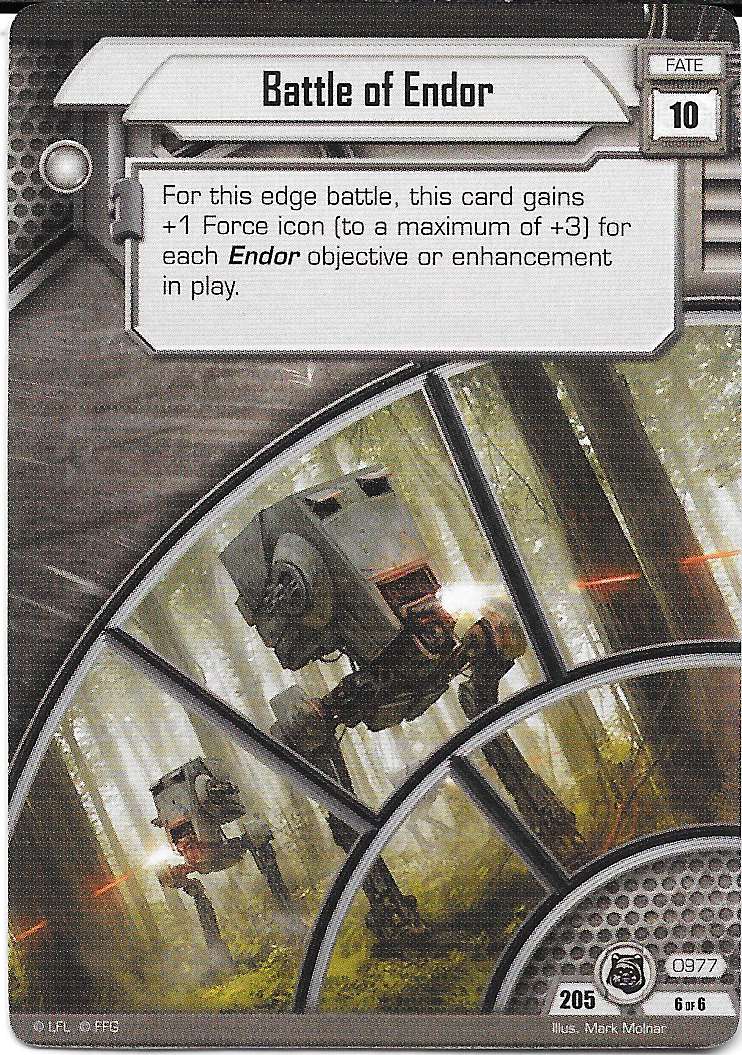 Battle of Endor
FATE
10
For this edge battle, this card gains
+1 Force icon (to a maximum of +3) for
each Endor objective or enhancement
in play.
0977
205
6 OF 6
© LFL © FFG
Illus. Mark Molnar